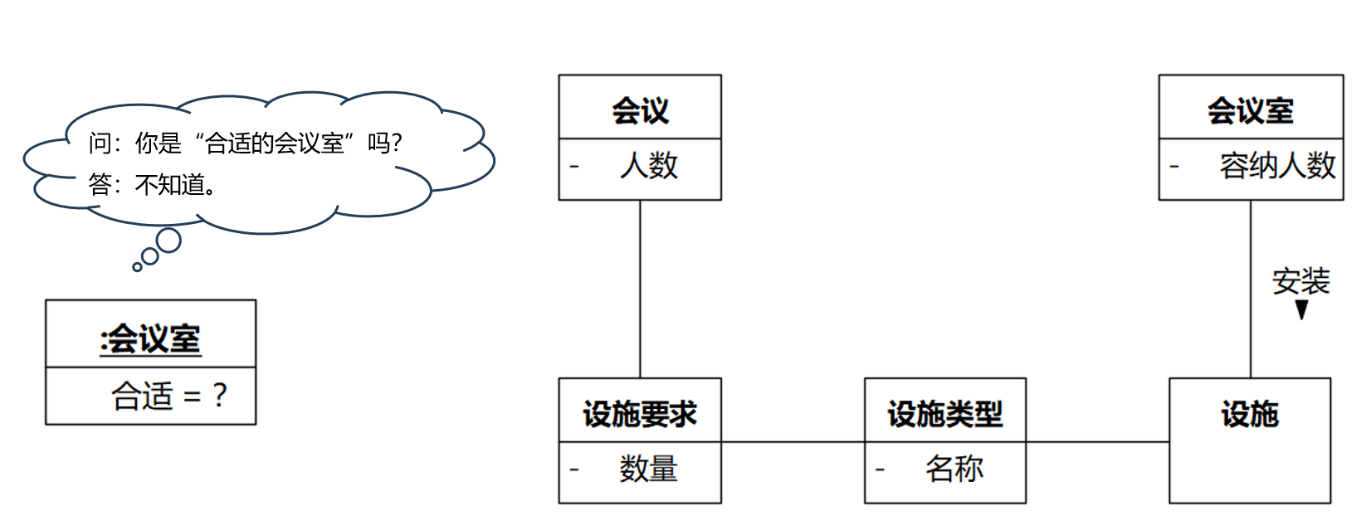 问：你是“合适的会议室”吗？
答：不知道。
:会议室
合适 = ？
会议
- 人数
会议室
- 容纳人数
安装
设施要求
- 数量
设施类型
- 名称
设施